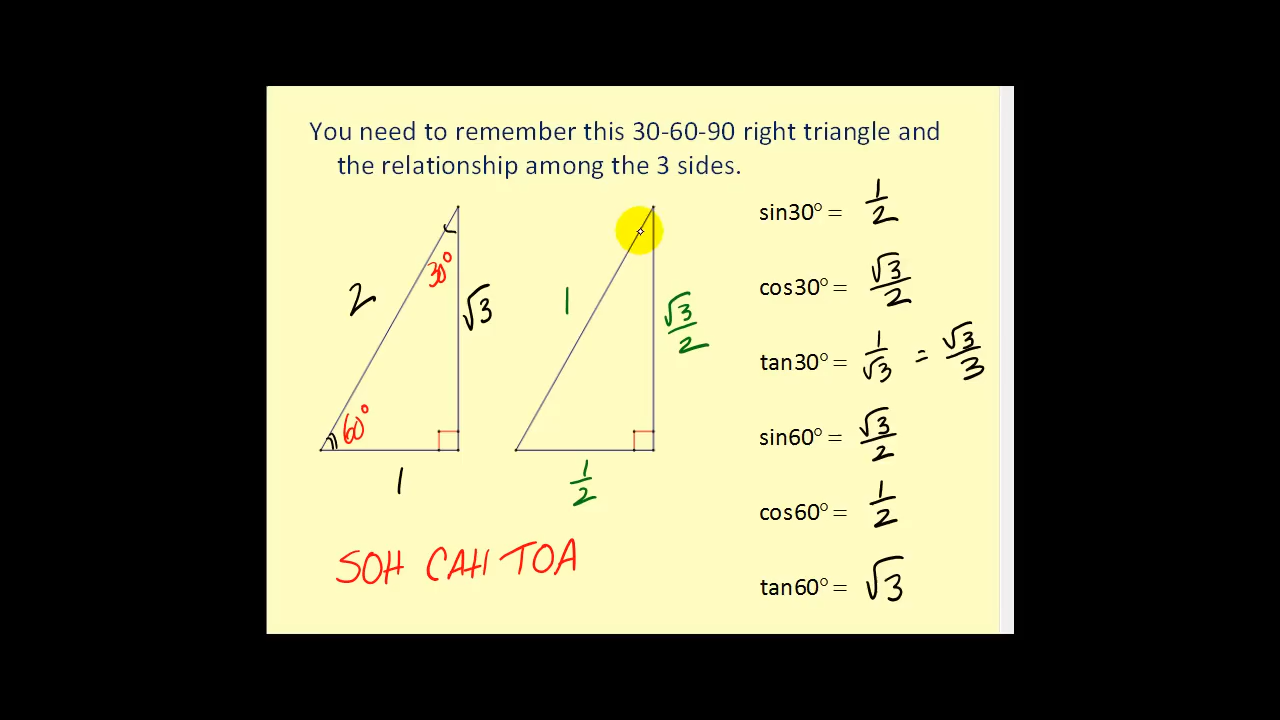 You need to remember this 30-60-90 right triangle and
the relationship among the 3 sides.
2
30°
√3
60°
1
1
√3/2
1/2
SOH CAH TOA
sin30° = 1/2
cos30° = √3/2
tan30° = 1/√3 = √3/3
sin60° = √3/2
cos60° = 1/2
tan60° = √3